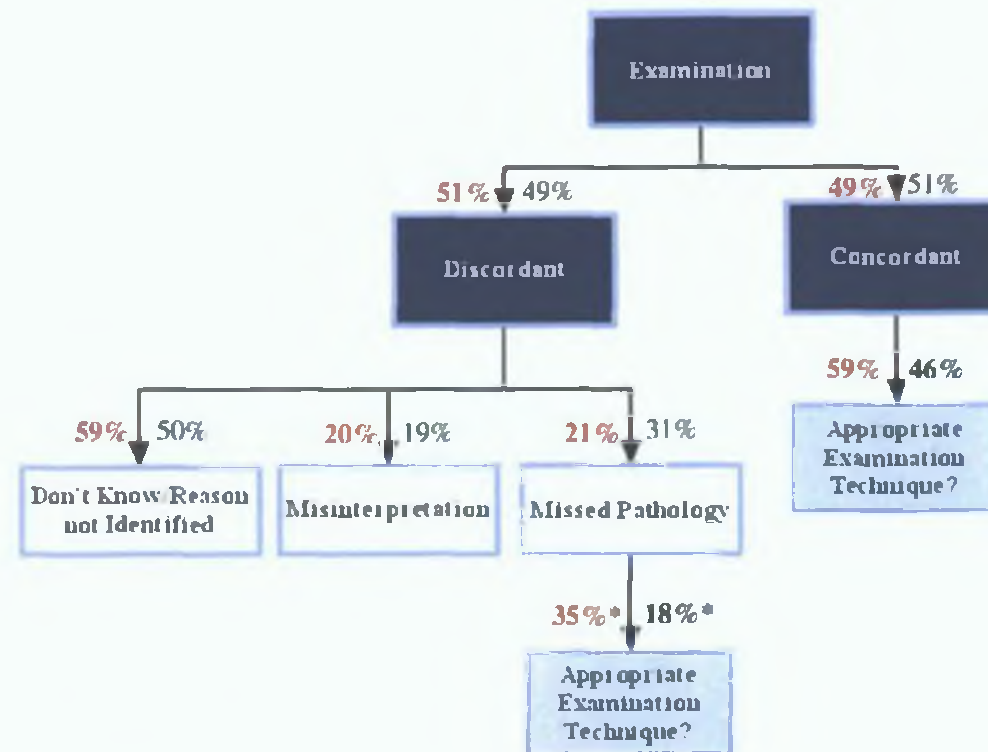 Examination
51% 49%
49% 51%
Discordant
Concordant
59% 46%
Appropriate
Examination
Technique?
59% 50%
20% 19%
21% 31%
Don't Know/Reason
not Identified
Misinterpretation
Missed Pathology
35%* 18%*
Appropriate
Examination
Technique?